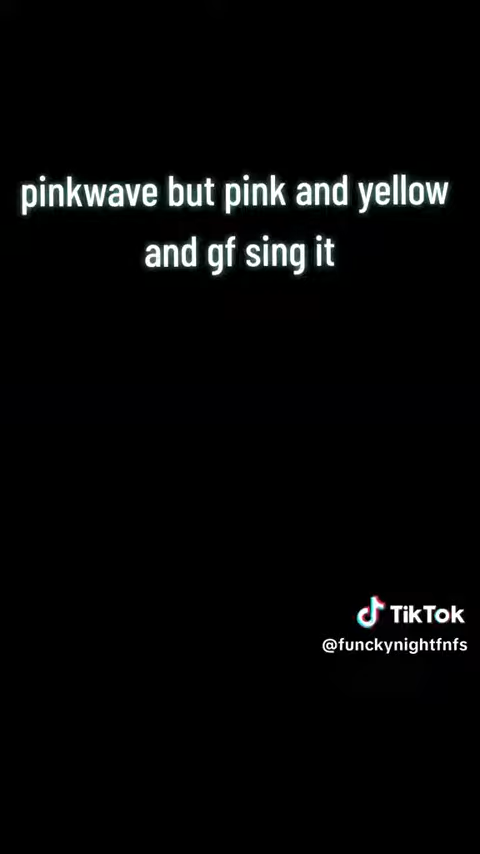 pinkwave but pink and yellow
and gf sing it
TikTok
@funckynightfnfs